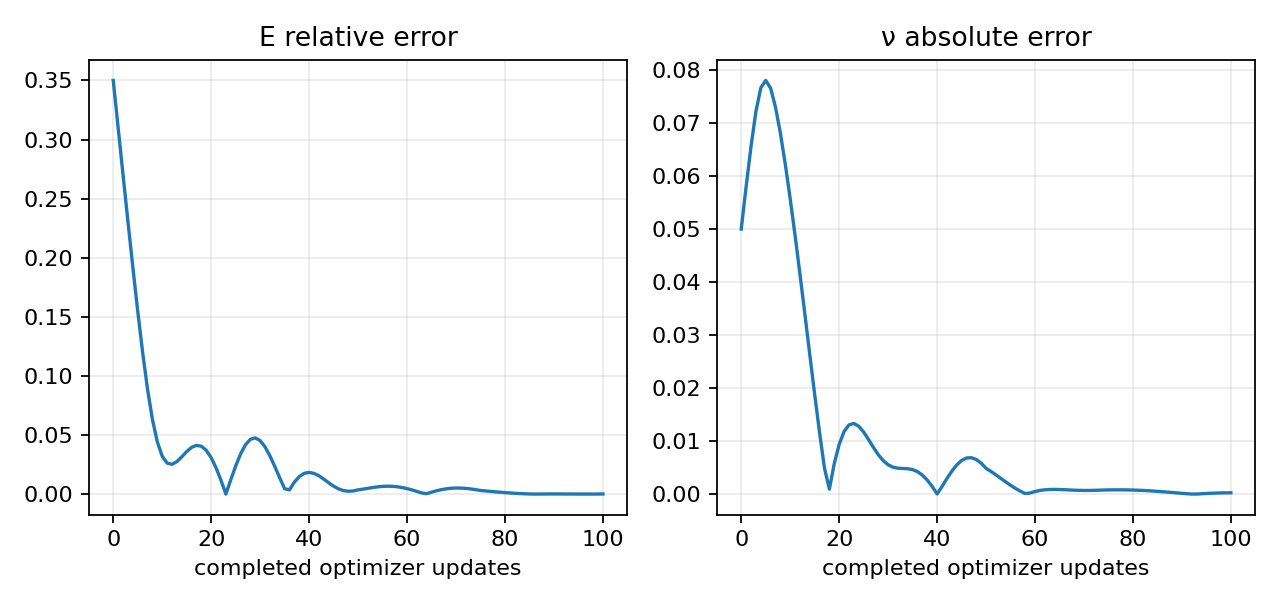 E relative error
0.35
0.30
0.25
0.20
0.15
0.10
0.05
0.00
0 20 40 60 80 100
completed optimizer updates
ν absolute error
0.08
0.07
0.06
0.05
0.04
0.03
0.02
0.01
0.00
0 20 40 60 80 100
completed optimizer updates